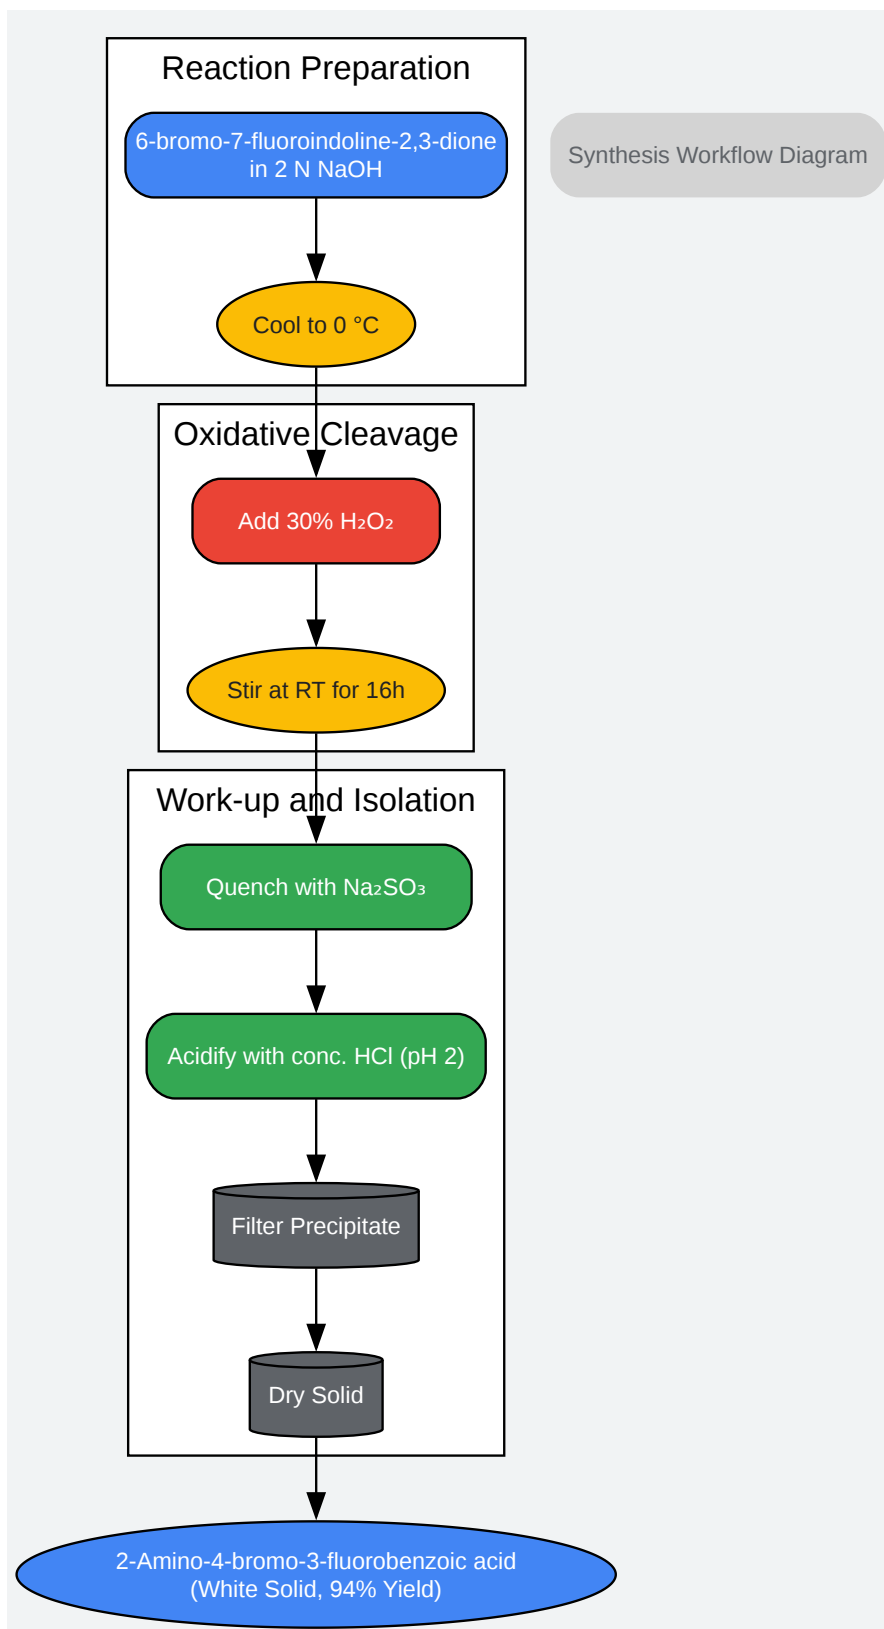 Reaction Preparation
6-bromo-7-fluoroindoline-2,3-dione
in 2 N NaOH
Synthesis Workflow Diagram
Cool to 0 °C
Oxidative Cleavage
Add 30% H₂O₂
Stir at RT for 16h
Work-up and Isolation
Quench with Na₂SO₃
Acidify with conc. HCl (pH 2)
Filter Precipitate
Dry Solid
2-Amino-4-bromo-3-fluorobenzoic acid
(White Solid, 94% Yield)